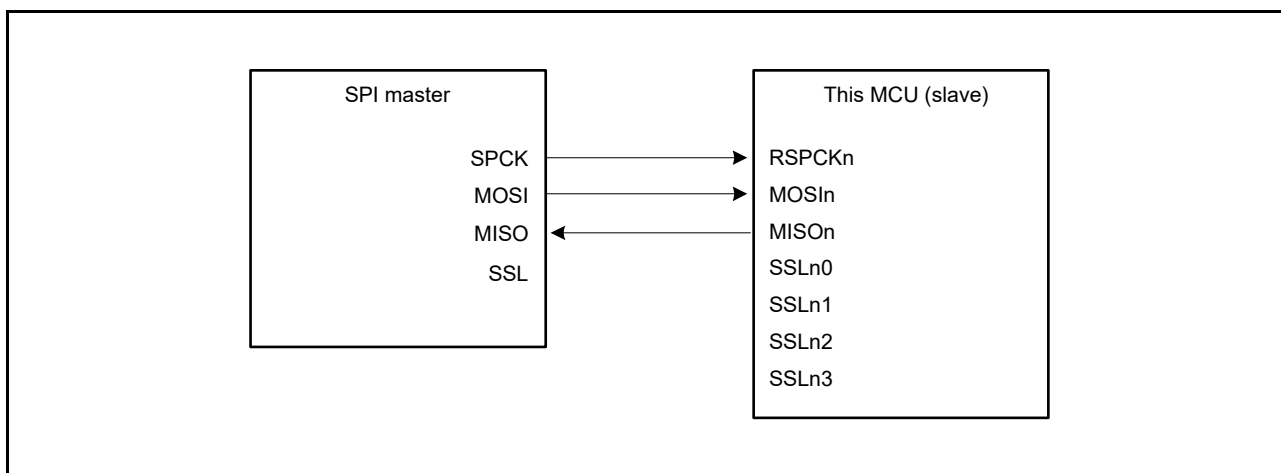 SPI master
SPCK
MOSI
MISO
SSL
This MCU (slave)
RSPCKn
MOSIn
MISOn
SSLn0
SSLn1
SSLn2
SSLn3